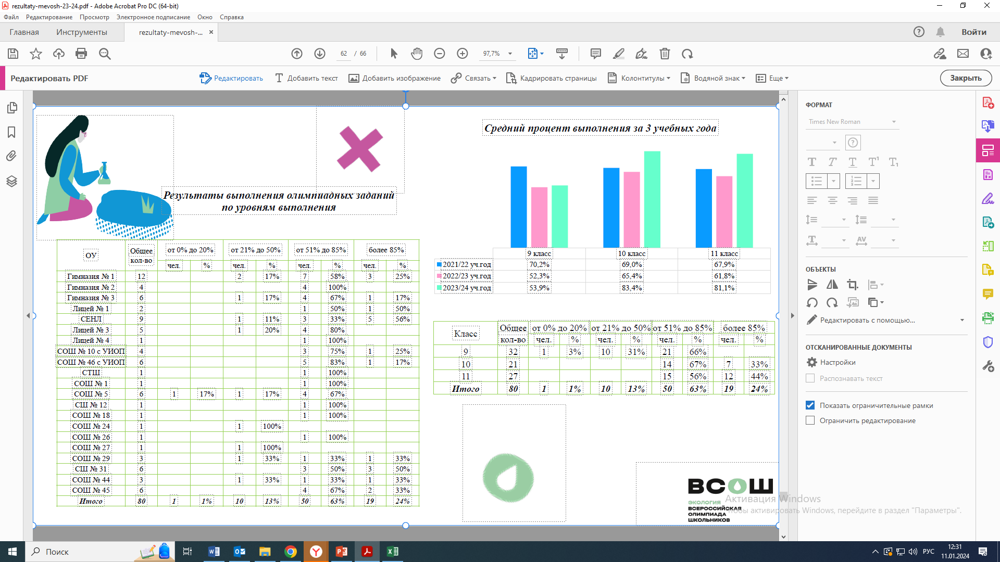 rezultaty-mevosh-23-24.pdf - Adobe Acrobat Pro DC (64-bit)
Файл Редактирование Просмотр Электронное подписание Окно Справка
Главная Инструменты rezultaty-mevosh-... × Войти
62 / 66 97,7%
Редактировать PDF Редактировать Добавить текст Добавить изображение Связать Кадрировать страницы Колонтитулы Водяной знак Еще Закрыть
Результаты выполнения олимпиадных заданий
по уровням выполнения
ОУ Общее кол-во от 0% до 20% от 21% до 50% от 51% до 85% более 85%
чел. % чел. % чел. % чел. %
Гимназия № 1 12 2 17% 7 58% 3 25%
Гимназия № 2 4 4 100%
Гимназия № 3 6 1 17% 4 67% 1 17%
Лицей № 1 2 1 50% 1 50%
СЕНЛ 9 1 11% 3 33% 5 56%
Лицей № 3 5 1 20% 4 80%
Лицей № 4 1 1 100%
СОШ № 10 с УИОП 4 3 75% 1 25%
СОШ № 46 с УИОП 6 5 83% 1 17%
СТШ 1 1 100%
СОШ № 1 1 1 100%
СОШ № 5 6 1 17% 1 17% 4 67%
СШ № 12 1 1 100%
СОШ № 18 1 1 100%
СОШ № 24 1 1 100%
СОШ № 26 1 1 100%
СОШ № 27 1 1 100%
СОШ № 29 3 1 33% 1 33% 1 33%
СШ № 31 6 3 50% 3 50%
СОШ № 44 3 1 33% 1 33% 1 33%
СОШ № 45 6 4 67% 2 33%
Итого 80 1 1% 10 13% 50 63% 19 24%
Средний процент выполнения за 3 учебных года
9 класс 10 класс 11 класс
2021/22 уч.год 70,2% 69,0% 67,9%
2022/23 уч.год 52,3% 65,4% 61,8%
2023/24 уч.год 53,9% 83,4% 81,1%
Класс Общее кол-во от 0% до 20% от 21% до 50% от 51% до 85% более 85%
чел. % чел. % чел. % чел. %
9 32 1 3% 10 31% 21 66%
10 21 14 67% 7 33%
11 27 15 56% 12 44%
Итого 80 1 1% 10 13% 50 63% 19 24%
ВСОШ
ЭКОЛОГИЯ
ВСЕРОССИЙСКАЯ
ОЛИМПИАДА
ШКОЛЬНИКОВ
Активация Windows
Чтобы активировать Windows, перейдите в раздел "Параметры".
ФОРМАТ
Times New Roman
ОБЪЕКТЫ
Редактировать с помощью...
ОТСКАНИРОВАННЫЕ ДОКУМЕНТЫ
Настройки
Распознавать текст
Показать ограничительные рамки
Ограничить редактирование
Поиск
РУС
12:31
11.01.2024